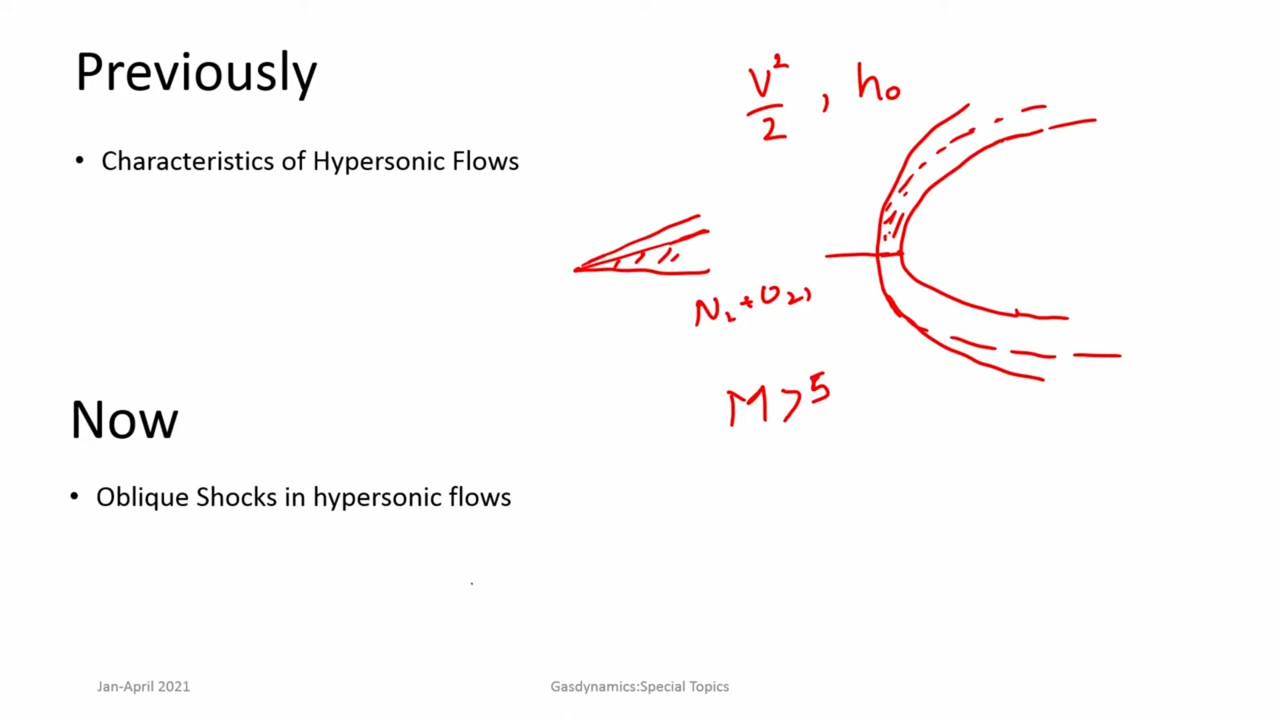 Previously
• Characteristics of Hypersonic Flows
V²/2 , h₀
N₂ + O₂,
M > 5
Now
• Oblique Shocks in hypersonic flows
Jan-April 2021
Gasdynamics:Special Topics